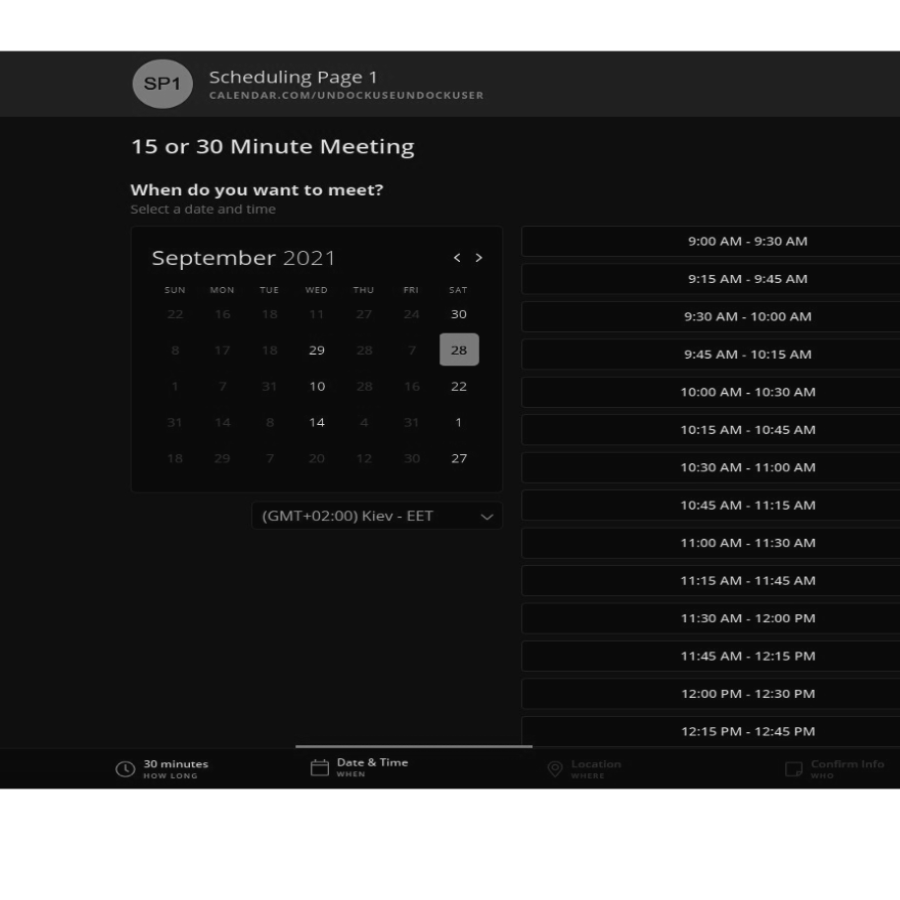 SP1
Scheduling Page 1
CALENDAR.COM/UNDOCKUSEUNDOCKUSER
15 or 30 Minute Meeting
When do you want to meet?
Select a date and time
September 2021 < >
SUN MON TUE WED THU FRI SAT
22 16 18 11 27 24 30
8 17 18 29 28 7 28
1 7 31 10 28 16 22
31 14 8 14 4 31 1
18 29 7 20 12 30 27
(GMT+02:00) Kiev - EET
9:00 AM - 9:30 AM
9:15 AM - 9:45 AM
9:30 AM - 10:00 AM
9:45 AM - 10:15 AM
10:00 AM - 10:30 AM
10:15 AM - 10:45 AM
10:30 AM - 11:00 AM
10:45 AM - 11:15 AM
11:00 AM - 11:30 AM
11:15 AM - 11:45 AM
11:30 AM - 12:00 PM
11:45 AM - 12:15 PM
12:00 PM - 12:30 PM
12:15 PM - 12:45 PM
30 minutes
HOW LONG
Date & Time
WHEN
Location
WHERE
Confirm Info
WHO